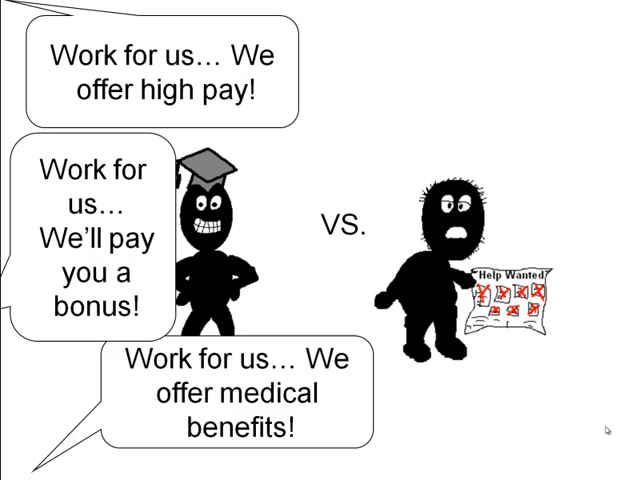 Work for us… We
offer high pay!
Work for
us…
We’ll pay
you a
bonus!
VS.
Help Wanted
Work for us… We
offer medical
benefits!